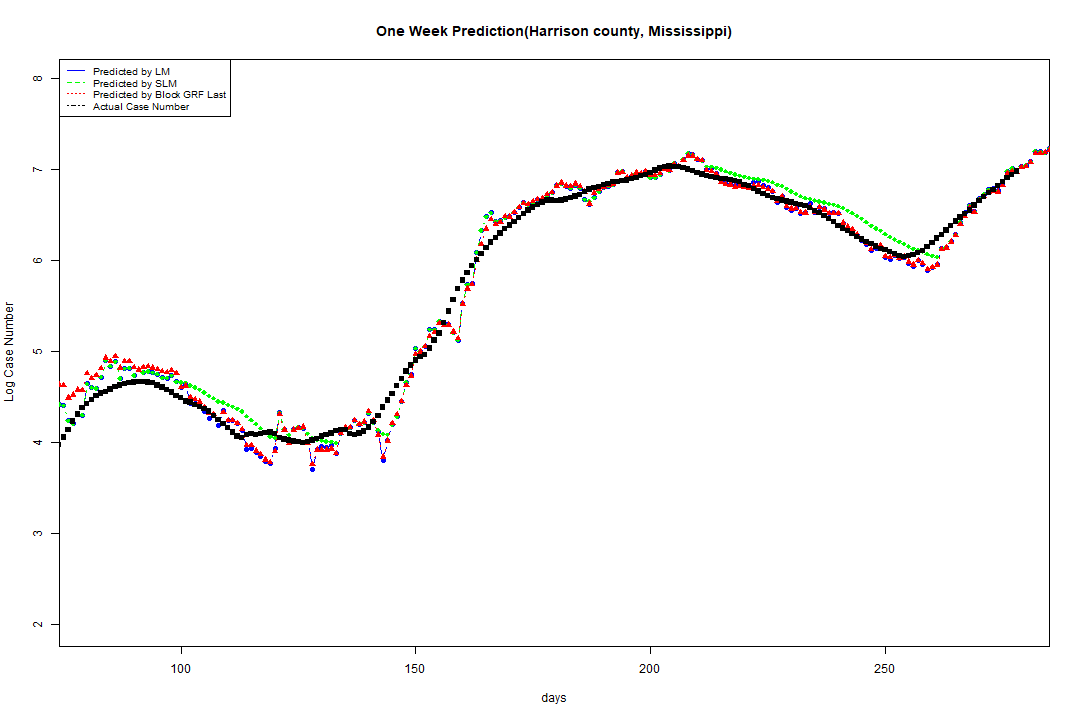 One Week Prediction(Harrison county, Mississippi)
Predicted by LM
Predicted by SLM
Predicted by Block GRF Last
Actual Case Number
8
7
6
5
4
3
2
Log Case Number
100 150 200 250
days